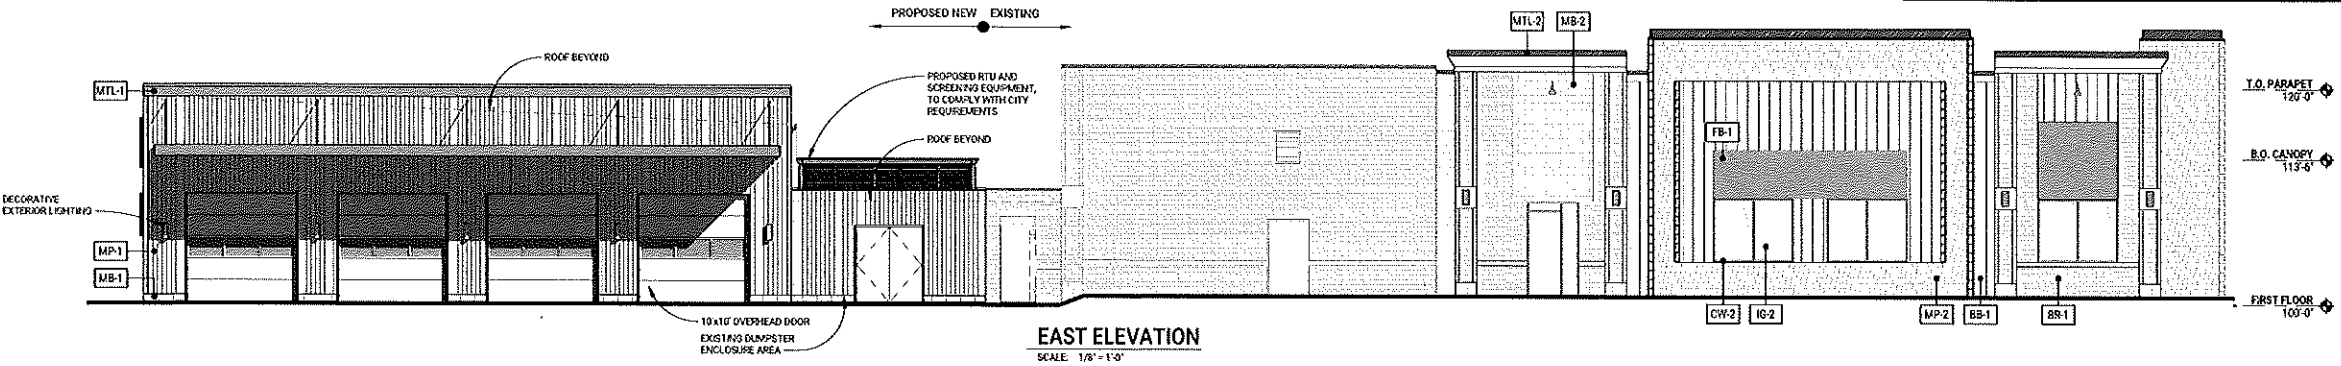 PROPOSED NEW EXISTING
MTL-2 MB-2
ROOF BEYOND
MTL-1
PROPOSED RTU AND
SCREENING EQUIPMENT,
TO COMPLY WITH CITY
REQUIREMENTS
T.O. PARAPET
120'-0"
FB-1
ROOF BEYOND
B.O. CANOPY
113'-6"
DECORATIVE
EXTERIOR LIGHTING
MP-1
MB-1
FIRST FLOOR
100'-0"
CW-2 IG-2 MP-2 BB-1 BR-1
10'x10' OVERHEAD DOOR
EXISTING DUMPSTER
ENCLOSURE AREA
EAST ELEVATION
SCALE: 1/8" = 1'-0"